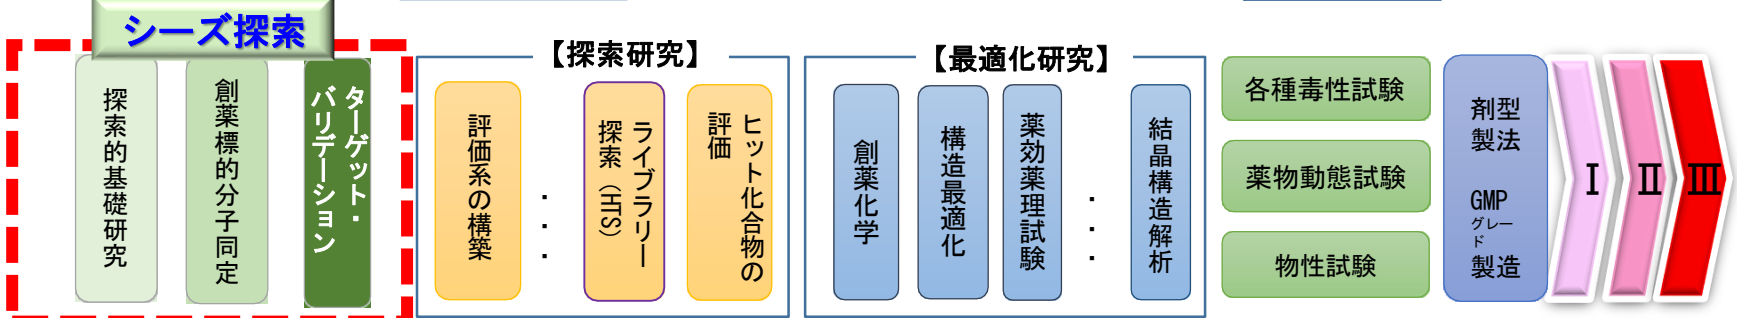 シーズ探索
探索的基礎研究
創薬標的分子同定
ターゲット・
バリデーション
【探索研究】
評価系の構築
・・・
ライブラリー
探索（HTS）
ヒット化合物の
評価
【最適化研究】
創薬化学
構造最適化
薬効薬理試験
・・・
結晶構造解析
各種毒性試験
薬物動態試験
物性試験
剤型
製法
GMP
グレー
ド
製造
Ⅰ
Ⅱ
Ⅲ